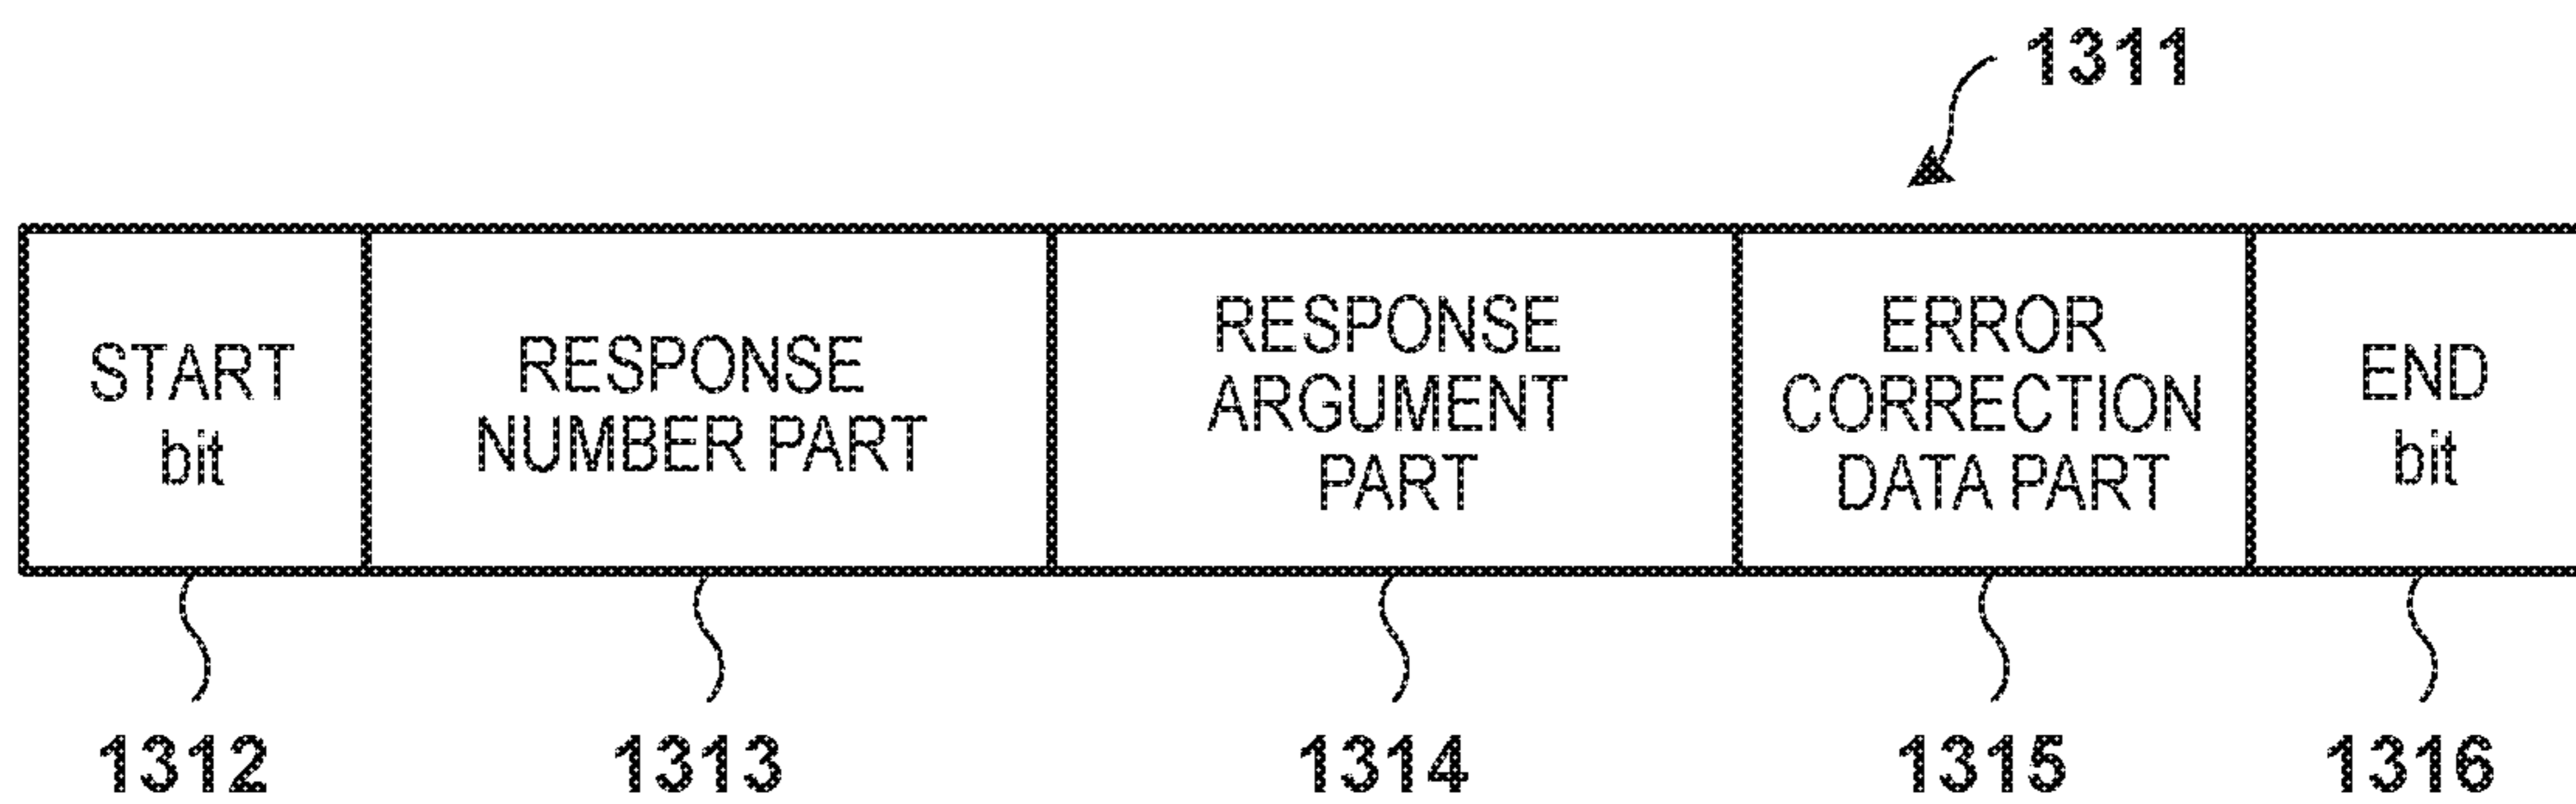 1311
START
bit
RESPONSE
NUMBER PART
RESPONSE
ARGUMENT
PART
ERROR
CORRECTION
DATA PART
END
bit
1312
1313
1314
1315
1316